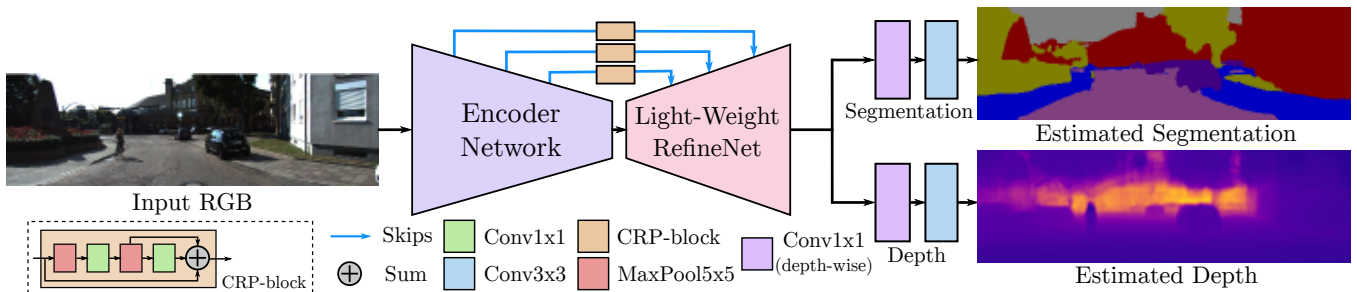 Encoder
Network
Light-Weight
RefineNet
Segmentation
Estimated Segmentation
Input RGB
CRP-block
Skips
Conv1x1
CRP-block
Sum
Conv3x3
MaxPool5x5
Conv1x1
(depth-wise)
Depth
Estimated Depth